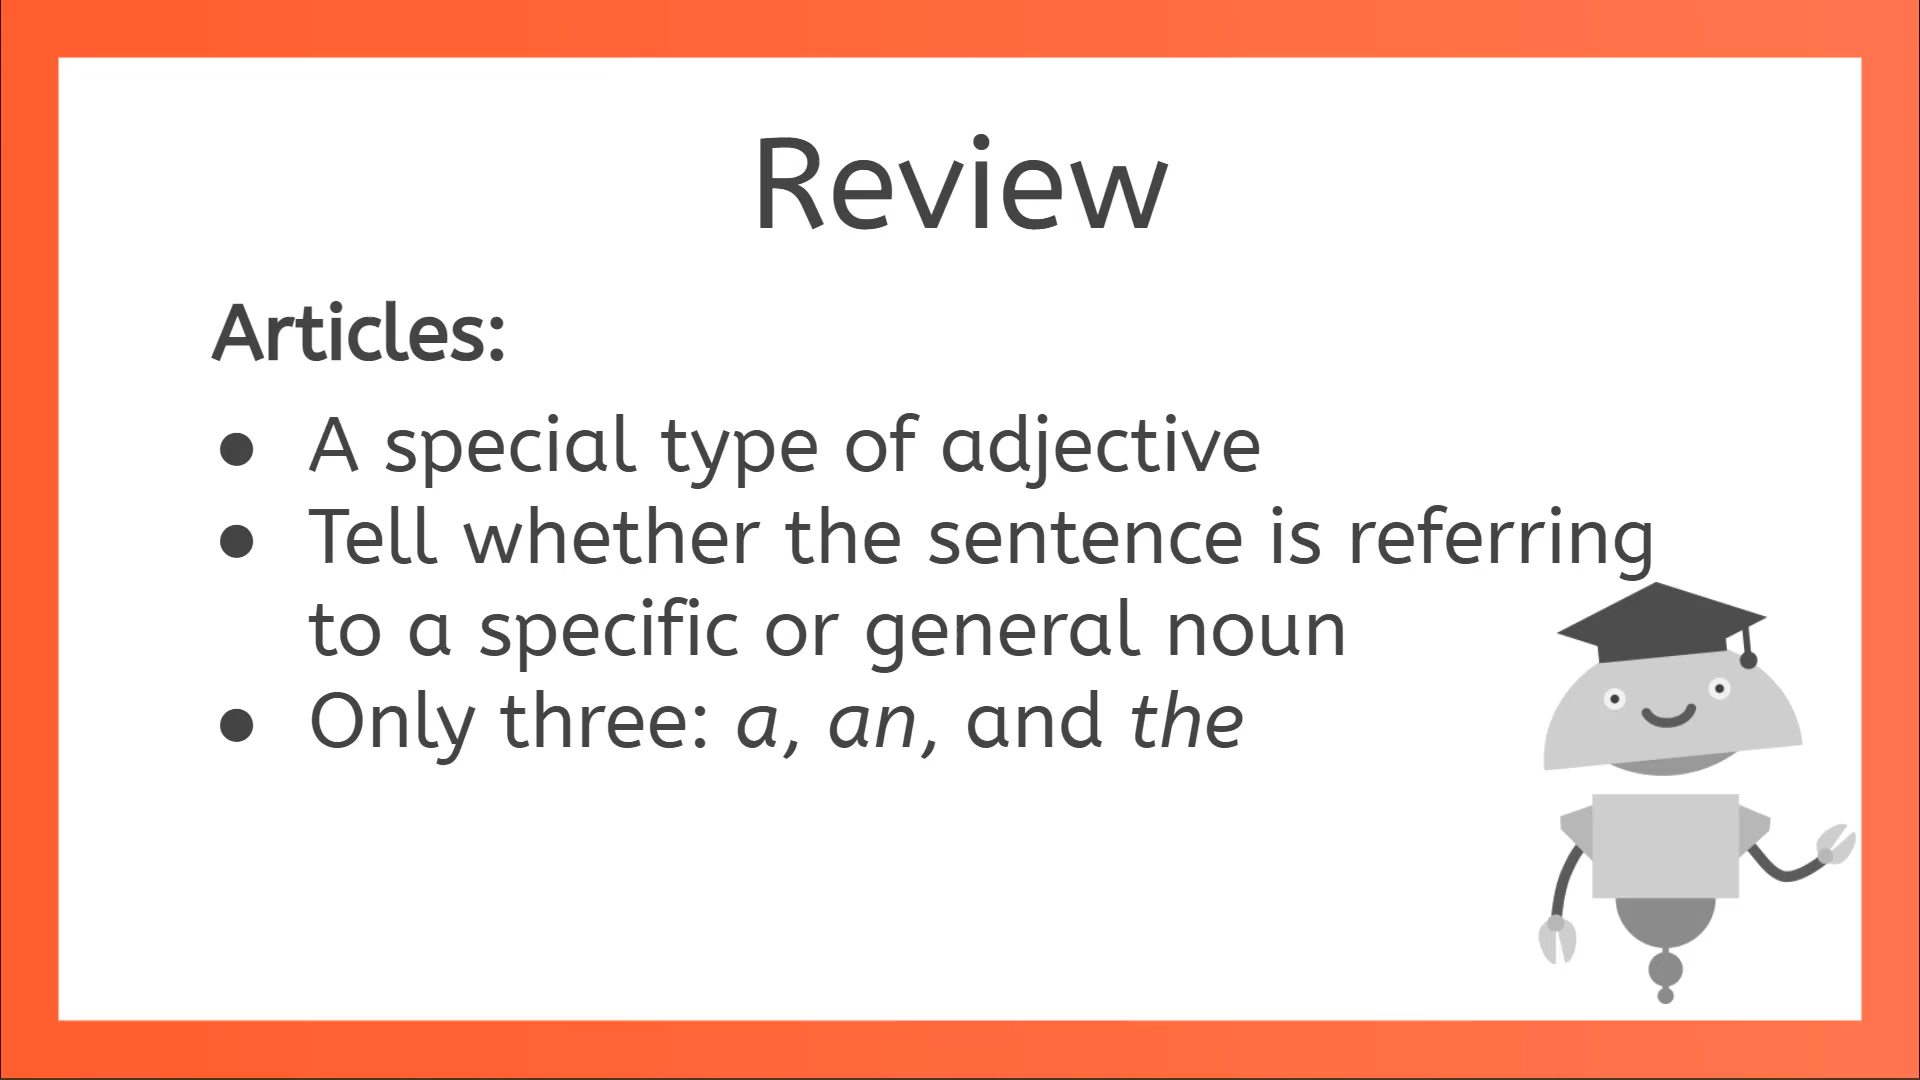 Review
Articles:
● A special type of adjective
● Tell whether the sentence is referring
to a specific or general noun
● Only three: a, an, and the